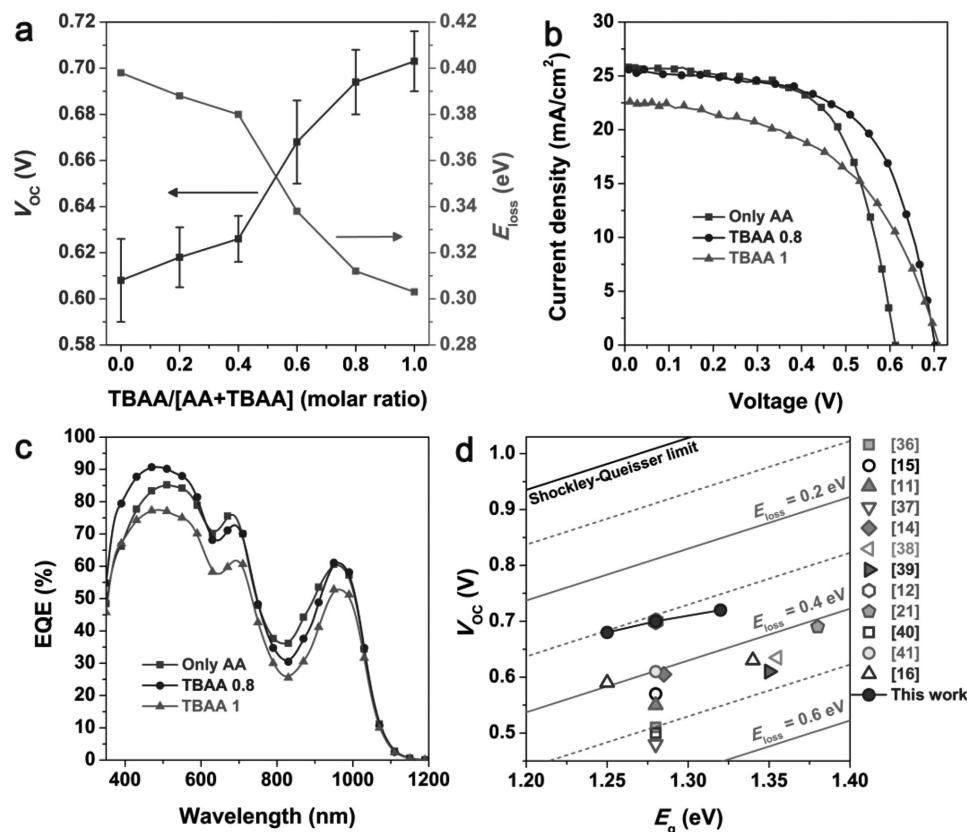 a
0.72
0.70
0.68
0.66
0.64
0.62
0.60
0.58
V_OC (V)
0.42
0.40
0.38
0.36
0.34
0.32
0.30
0.28
E_loss (eV)
0.0 0.2 0.4 0.6 0.8 1.0
TBAA/[AA+TBAA] (molar ratio)
b
30
25
20
15
10
5
0
Current density (mA/cm²)
Only AA
TBAA 0.8
TBAA 1
0.0 0.1 0.2 0.3 0.4 0.5 0.6 0.7
Voltage (V)
c
100
90
80
70
60
50
40
30
20
10
0
EQE (%)
Only AA
TBAA 0.8
TBAA 1
400 600 800 1000 1200
Wavelength (nm)
d
1.0
0.9
0.8
0.7
0.6
0.5
V_OC (V)
Shockley-Queisser limit
E_loss = 0.2 eV
E_loss = 0.4 eV
E_loss = 0.6 eV
1.20 1.25 1.30 1.35 1.40
E_g (eV)
[36]
[15]
[11]
[37]
[14]
[38]
[39]
[12]
[21]
[40]
[41]
[16]
This work